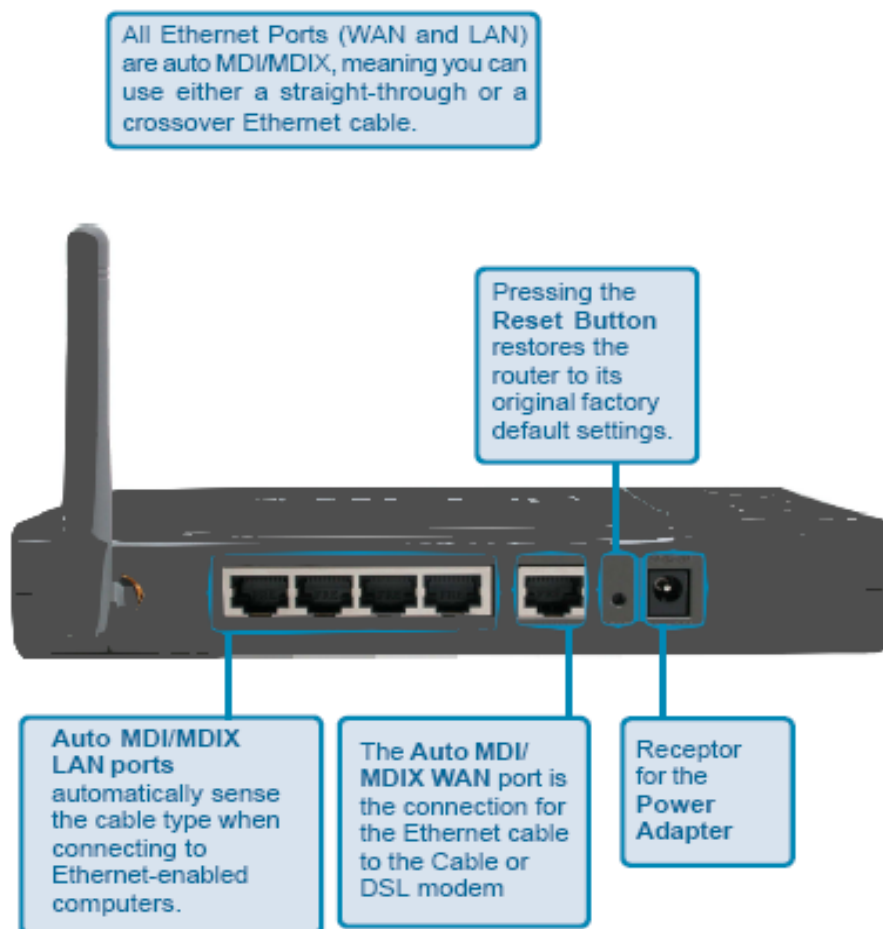 All Ethernet Ports (WAN and LAN)
are auto MDI/MDIX, meaning you can
use either a straight-through or a
crossover Ethernet cable.
Pressing the
Reset Button
restores the
router to its
original factory
default settings.
Auto MDI/MDIX
LAN ports
automatically sense
the cable type when
connecting to
Ethernet-enabled
computers.
The Auto MDI/
MDIX WAN port is
the connection for
the Ethernet cable
to the Cable or
DSL modem
Receptor
for the
Power
Adapter